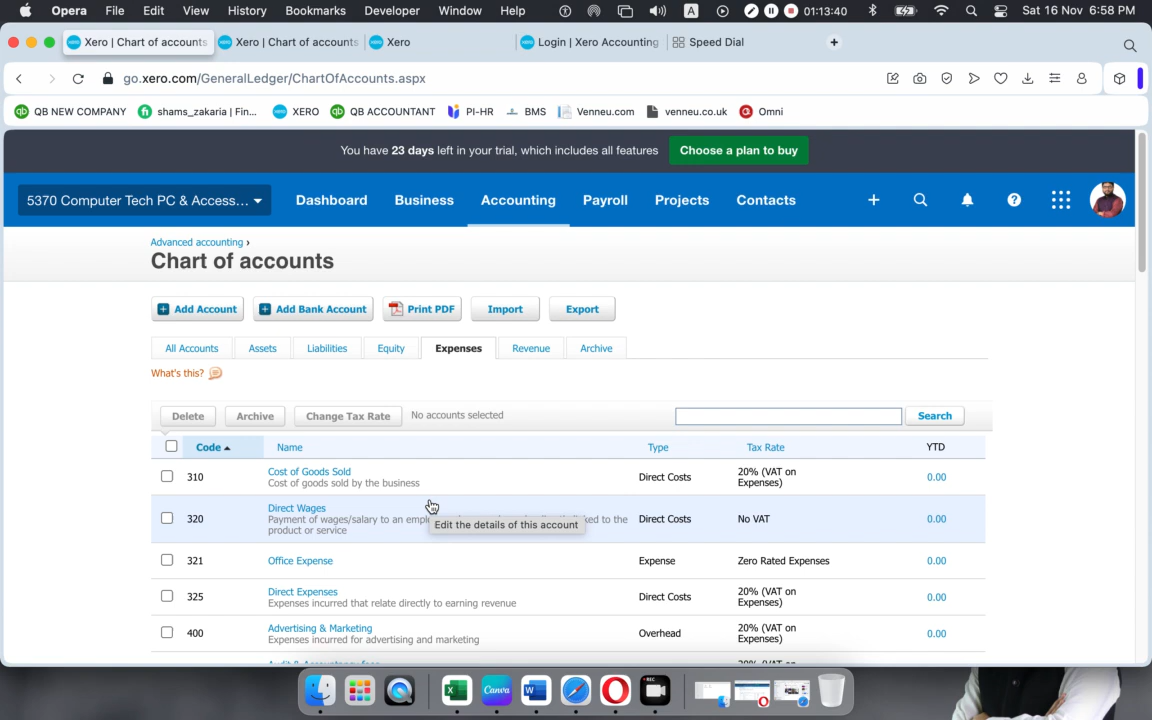 Opera File Edit View History Bookmarks Developer Window Help A 01:13:40 Sat 16 Nov 6:58 PM
Xero | Chart of accounts Xero | Chart of accounts Xero Login | Xero Accounting Speed Dial +
go.xero.com/GeneralLedger/ChartOfAccounts.aspx
QB NEW COMPANY shams_zakaria | Fin... XERO QB ACCOUNTANT PI-HR BMS Venneu.com venneu.co.uk Omni
You have 23 days left in your trial, which includes all features Choose a plan to buy
5370 Computer Tech PC & Access... Dashboard Business Accounting Payroll Projects Contacts
Advanced accounting ›
Chart of accounts
Add Account Add Bank Account Print PDF Import Export
All Accounts Assets Liabilities Equity Expenses Revenue Archive
What's this?
Delete Archive Change Tax Rate No accounts selected Search
Code Name Type Tax Rate YTD
310 Cost of Goods Sold Direct Costs 20% (VAT on Expenses) 0.00
Cost of goods sold by the business
320 Direct Wages Direct Costs No VAT 0.00
Payment of wages/salary to an linked to the
product or service
Edit the details of this account
321 Office Expense Expense Zero Rated Expenses 0.00
325 Direct Expenses Direct Costs 20% (VAT on Expenses) 0.00
Expenses incurred that relate directly to earning revenue
400 Advertising & Marketing Overhead 20% (VAT on Expenses) 0.00
Expenses incurred for advertising and marketing
REC